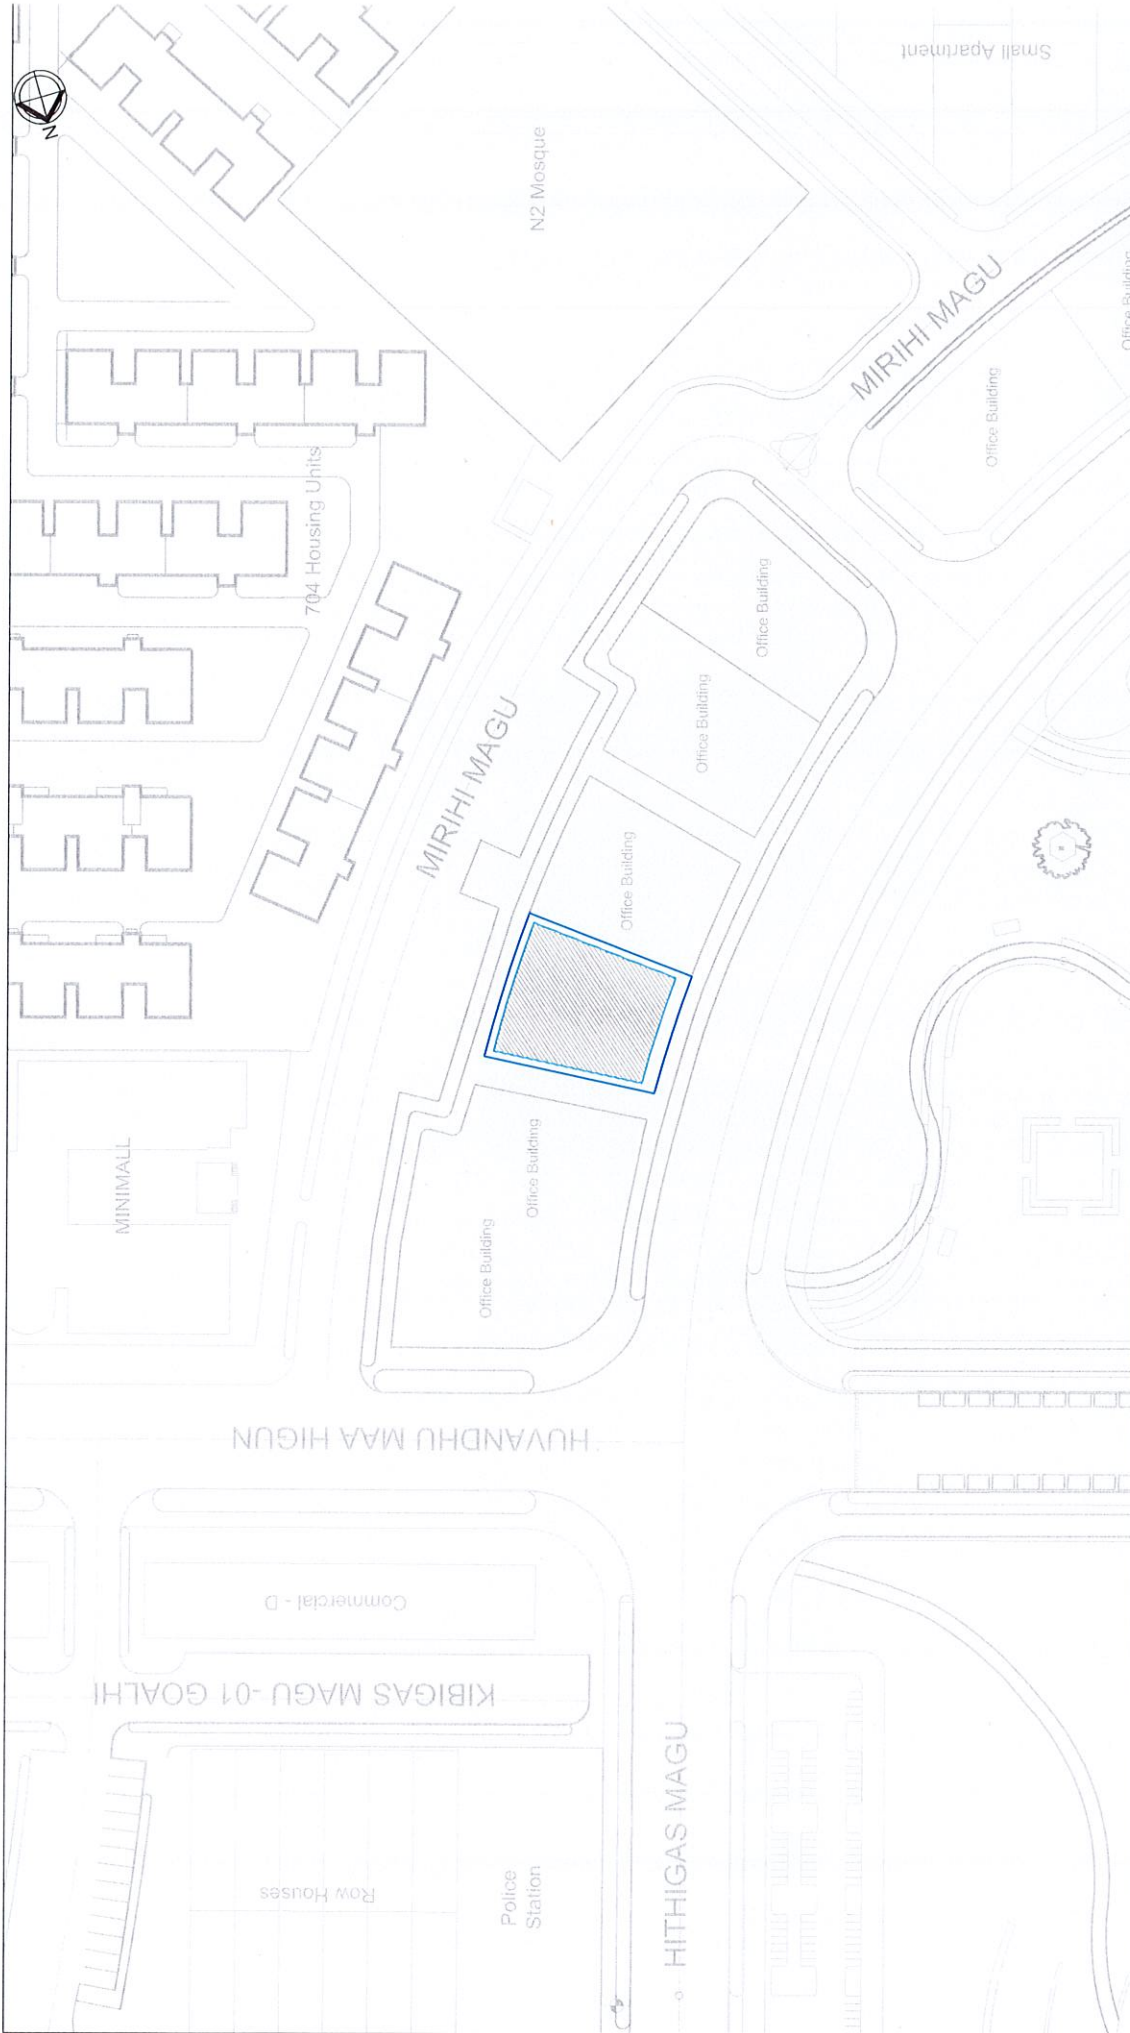 N
Small Apartment
N2 Mosque
MIRIHI MAGU
Office Building
Office Building
704 Housing Units
Office Building
Office Building
MIRIHI MAGU
Office Building
MINIMALL
Office Building
Office Building
HUVANDHU MAA HIGUN
Commercial - D
KIBIGAS MAGU -01 GOALHI
HITHIGAS MAGU
Row Houses
Police
Station